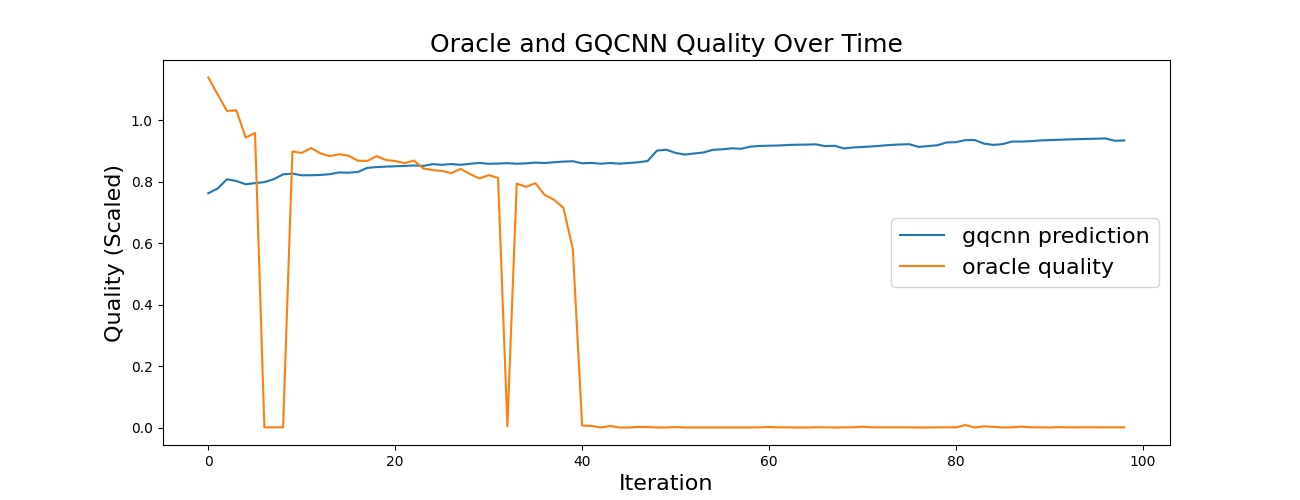 Oracle and GQCNN Quality Over Time
Quality (Scaled)
1.0
0.8
0.6
0.4
0.2
0.0
gqcnn prediction
oracle quality
0 20 40 60 80 100
Iteration